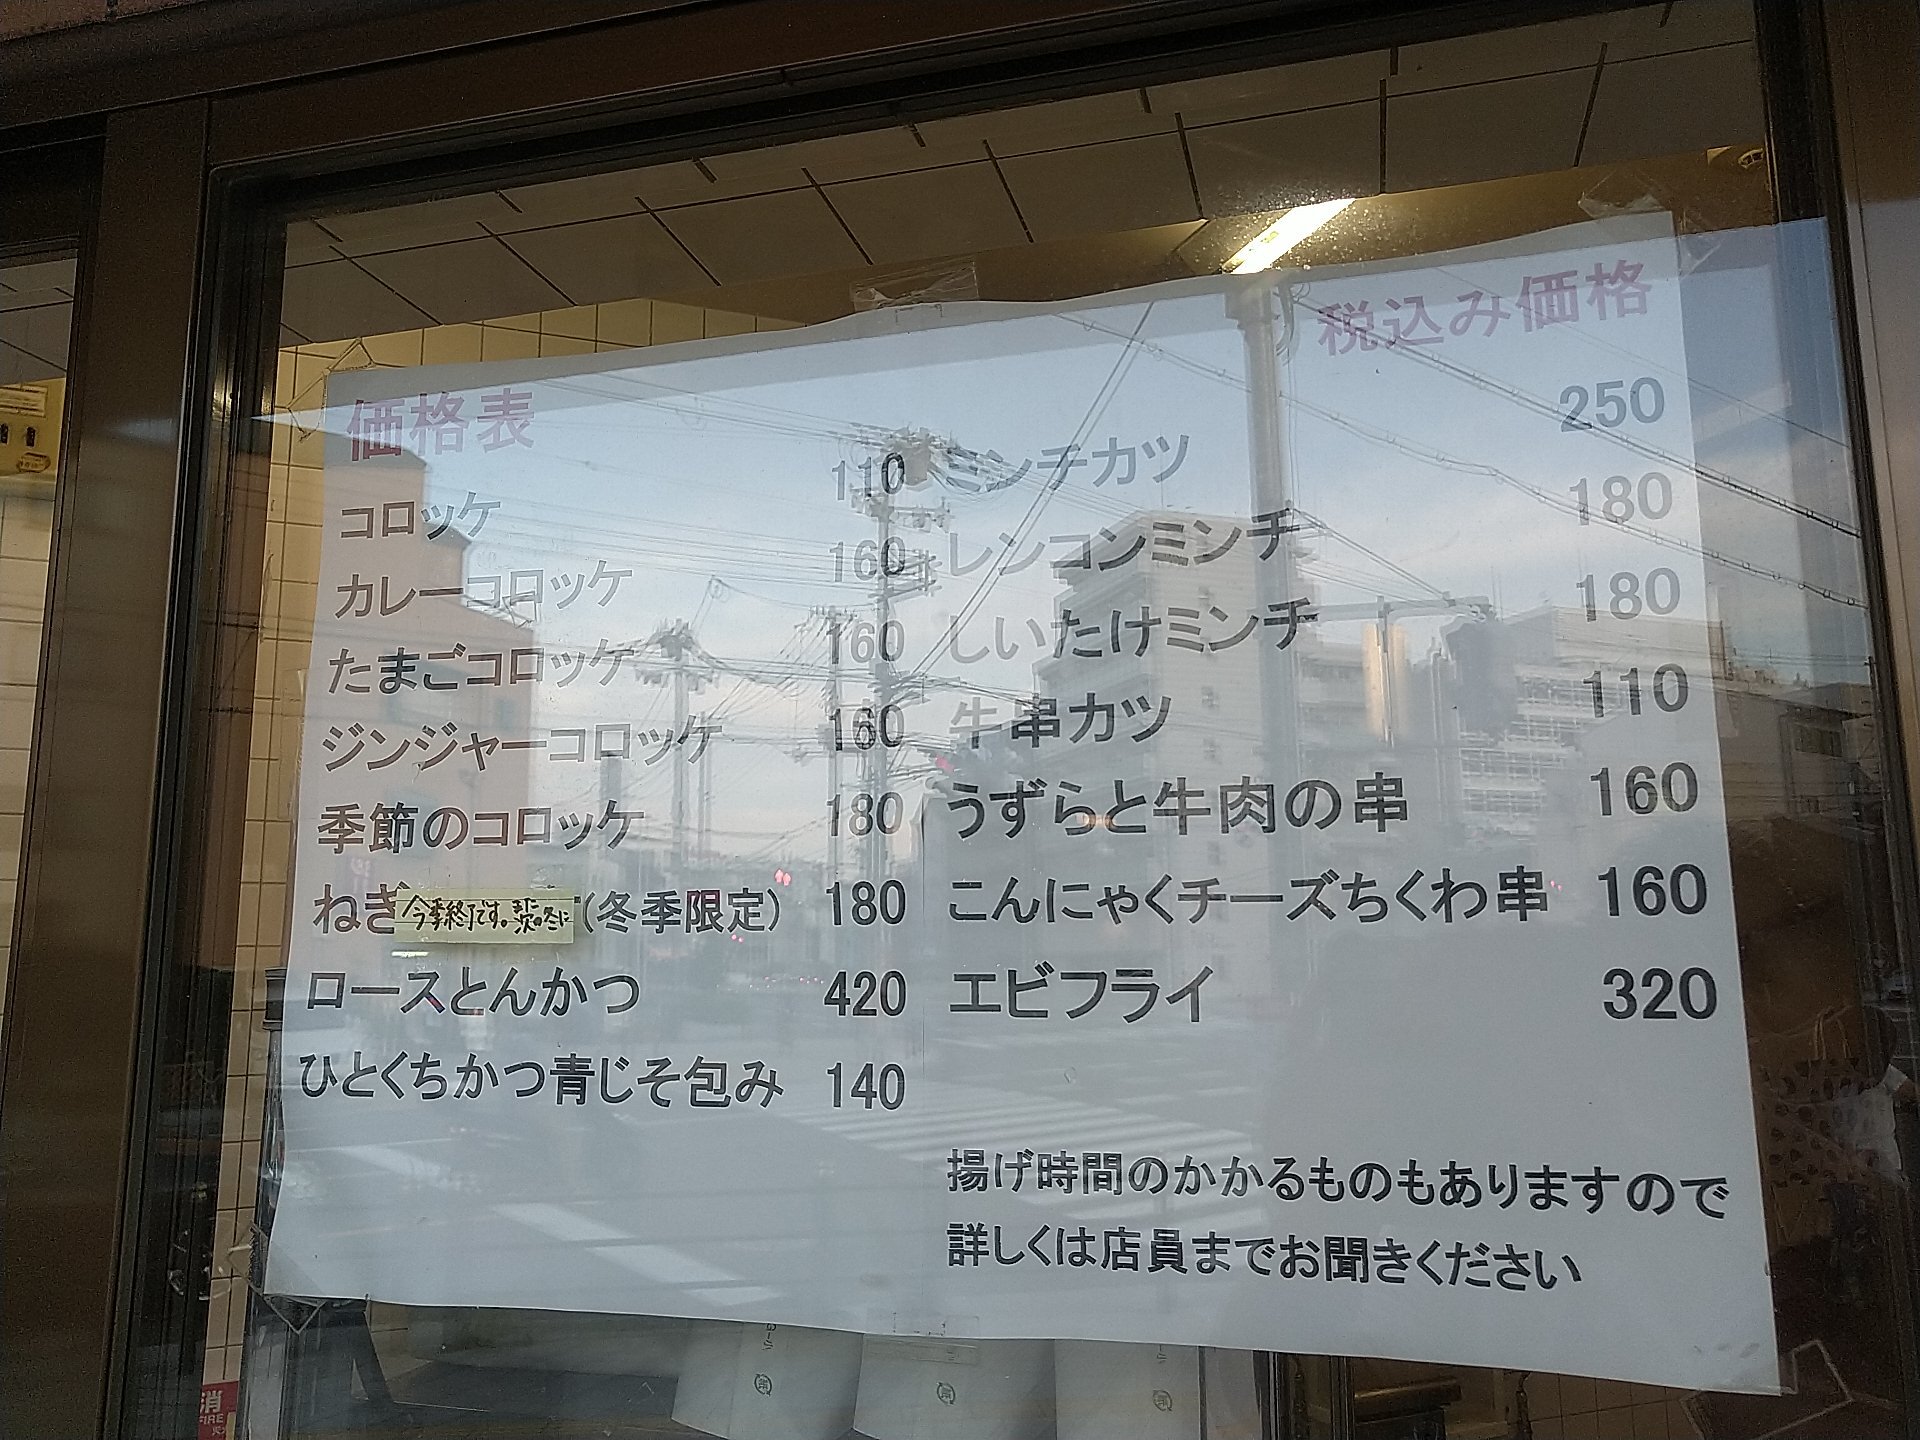 税込み価格
価格表
コロッケ 110
カレーコロッケ 160
たまごコロッケ 160
ジンジャーコロッケ 160
季節のコロッケ 180
ねぎ 今季終了です。また次の冬に (冬季限定) 180
ロースとんかつ 420
ひとくちかつ青じそ包み 140
ミンチカツ 250
レンコンミンチ 180
しいたけミンチ 180
牛串カツ 110
うずらと牛肉の串 160
こんにゃくチーズちくわ串 160
エビフライ 320
揚げ時間のかかるものもありますので
詳しくは店員までお聞きください
消
FIRE